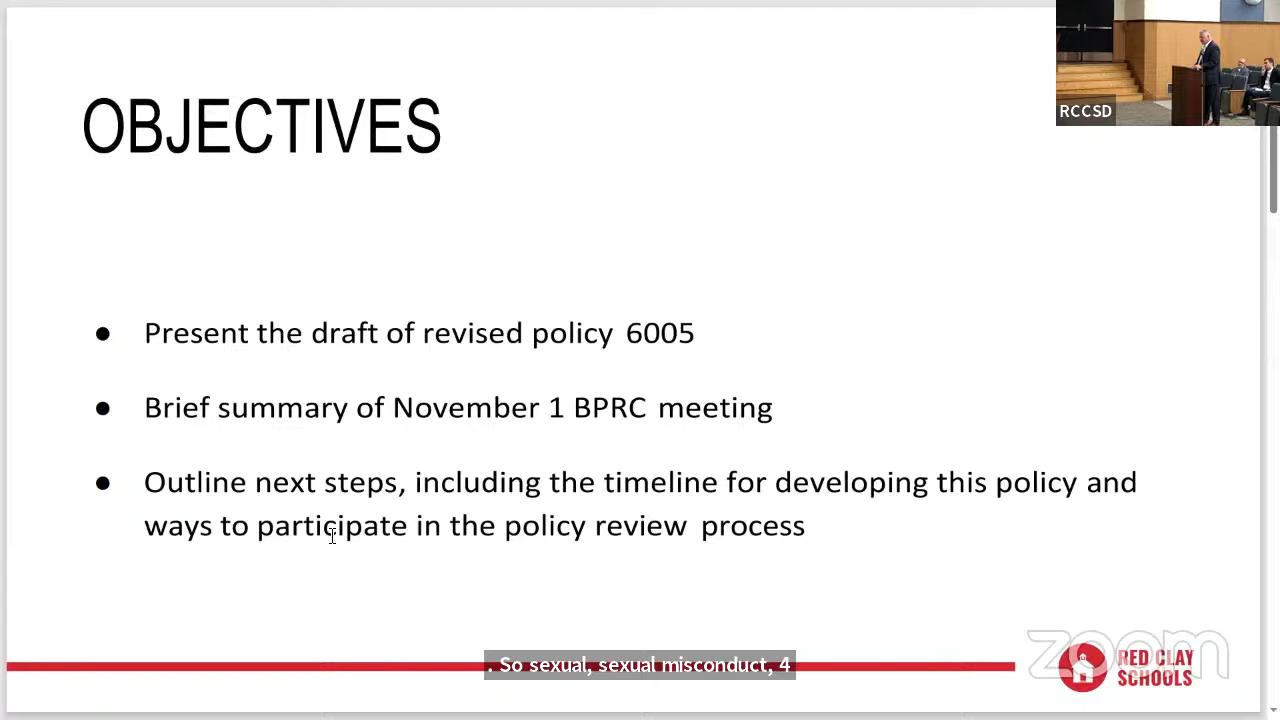 OBJECTIVES
RCCSD
● Present the draft of revised policy 6005
● Brief summary of November 1 BPRC meeting
● Outline next steps, including the timeline for developing this policy and
ways to participate in the policy review process
. So sexual, sexual misconduct, 4
zoom
RED CLAY
SCHOOLS